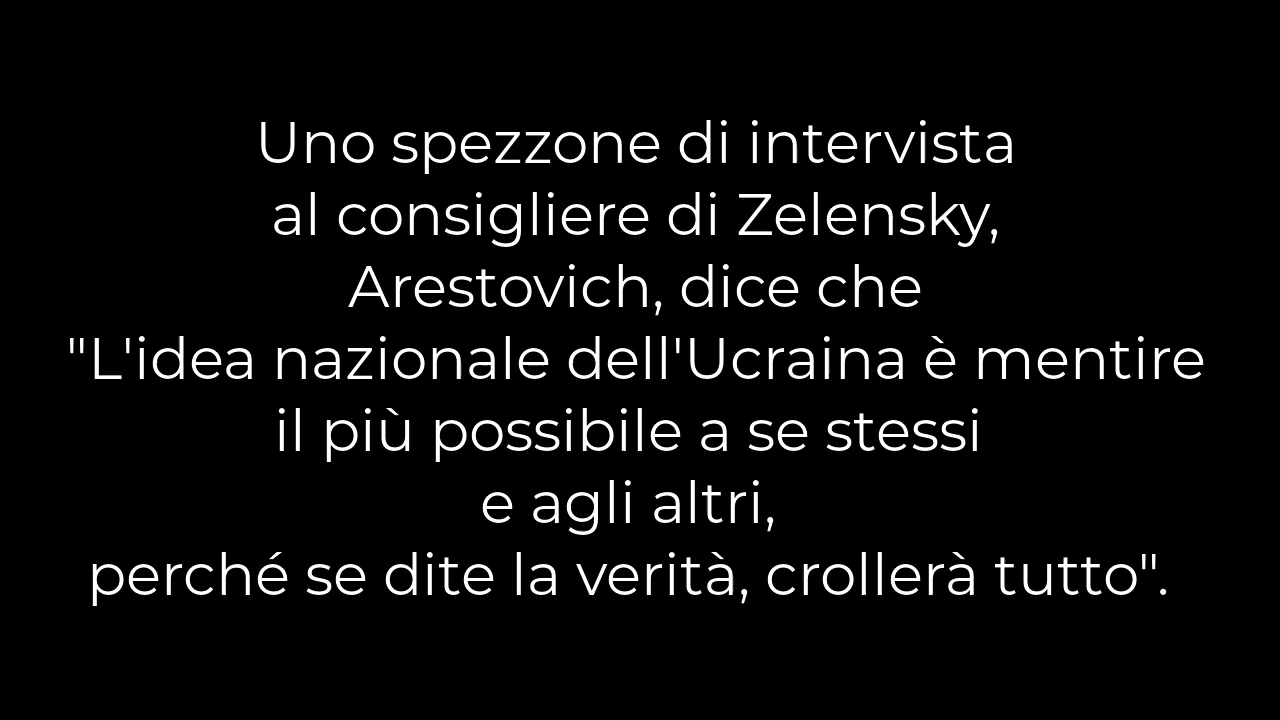 Uno spezzone di intervista
al consigliere di Zelensky,
Arestovich, dice che
"L'idea nazionale dell'Ucraina è mentire
il più possibile a se stessi
e agli altri,
perché se dite la verità, crollerà tutto".